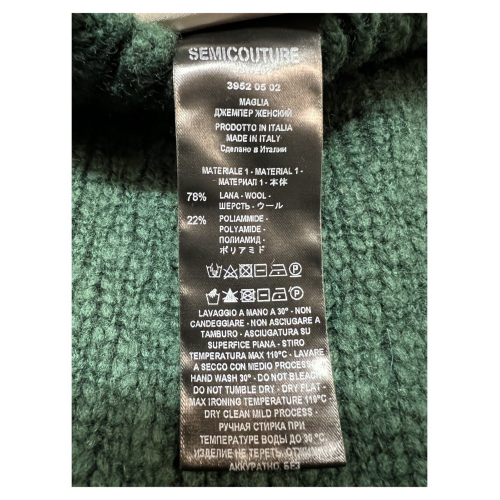 SEMICOUTURE
3952 05 02
MAGLIA
ДЖЕМПЕР ЖЕНСКИЙ
PRODOTTO IN ITALIA
MADE IN ITALY
Сделано в Италии
MATERIALE 1 - MATERIAL 1 -
МАТЕРИАЛ 1 - 本体
78% LANA - WOOL -
ШЕРСТЬ - ウール
22% POLIAMMIDE -
POLYAMIDE -
ПОЛИАМИД -
ポリアミド
LAVAGGIO A MANO A 30° - NON
CANDEGGIARE - NON ASCIUGARE A
TAMBURO - ASCIUGATURA SU
SUPERFICE PIANA - STIRO
TEMPERATURA MAX 110°C - LAVARE
A SECCO CON MEDIO PROCESSO
HAND WASH 30° - DO NOT BLEACH
DO NOT TUMBLE DRY - DRY FLAT -
MAX IRONING TEMPERATURE 110°C
DRY CLEAN MILD PROCESS
РУЧНАЯ СТИРКА ПРИ
ТЕМПЕРАТУРЕ ВОДЫ ДО 30 °C
ИЗДЕЛИЕ НЕ ТЕРЕТЬ, ОТЖИМ
АККУРАТНО, БЕЗ